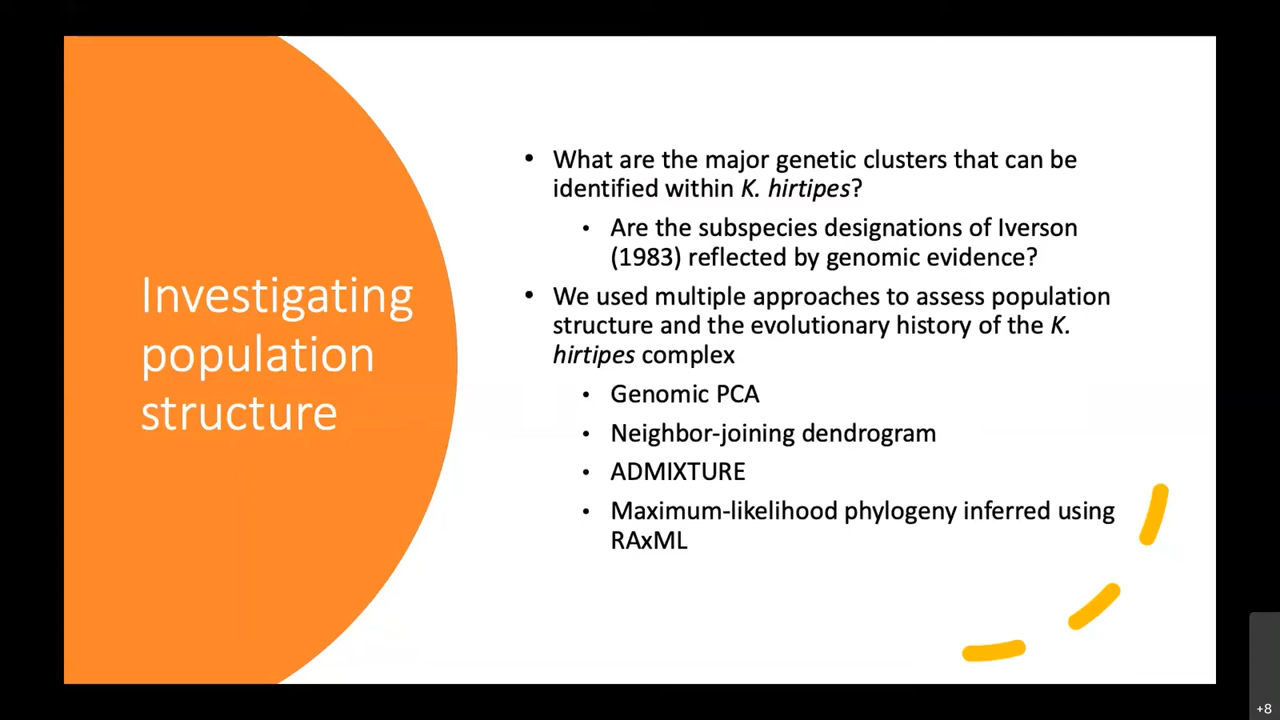 Investigating
population
structure
• What are the major genetic clusters that can be
identified within K. hirtipes?
• Are the subspecies designations of Iverson
(1983) reflected by genomic evidence?
• We used multiple approaches to assess population
structure and the evolutionary history of the K.
hirtipes complex
• Genomic PCA
• Neighbor-joining dendrogram
• ADMIXTURE
• Maximum-likelihood phylogeny inferred using
RAxML
+8